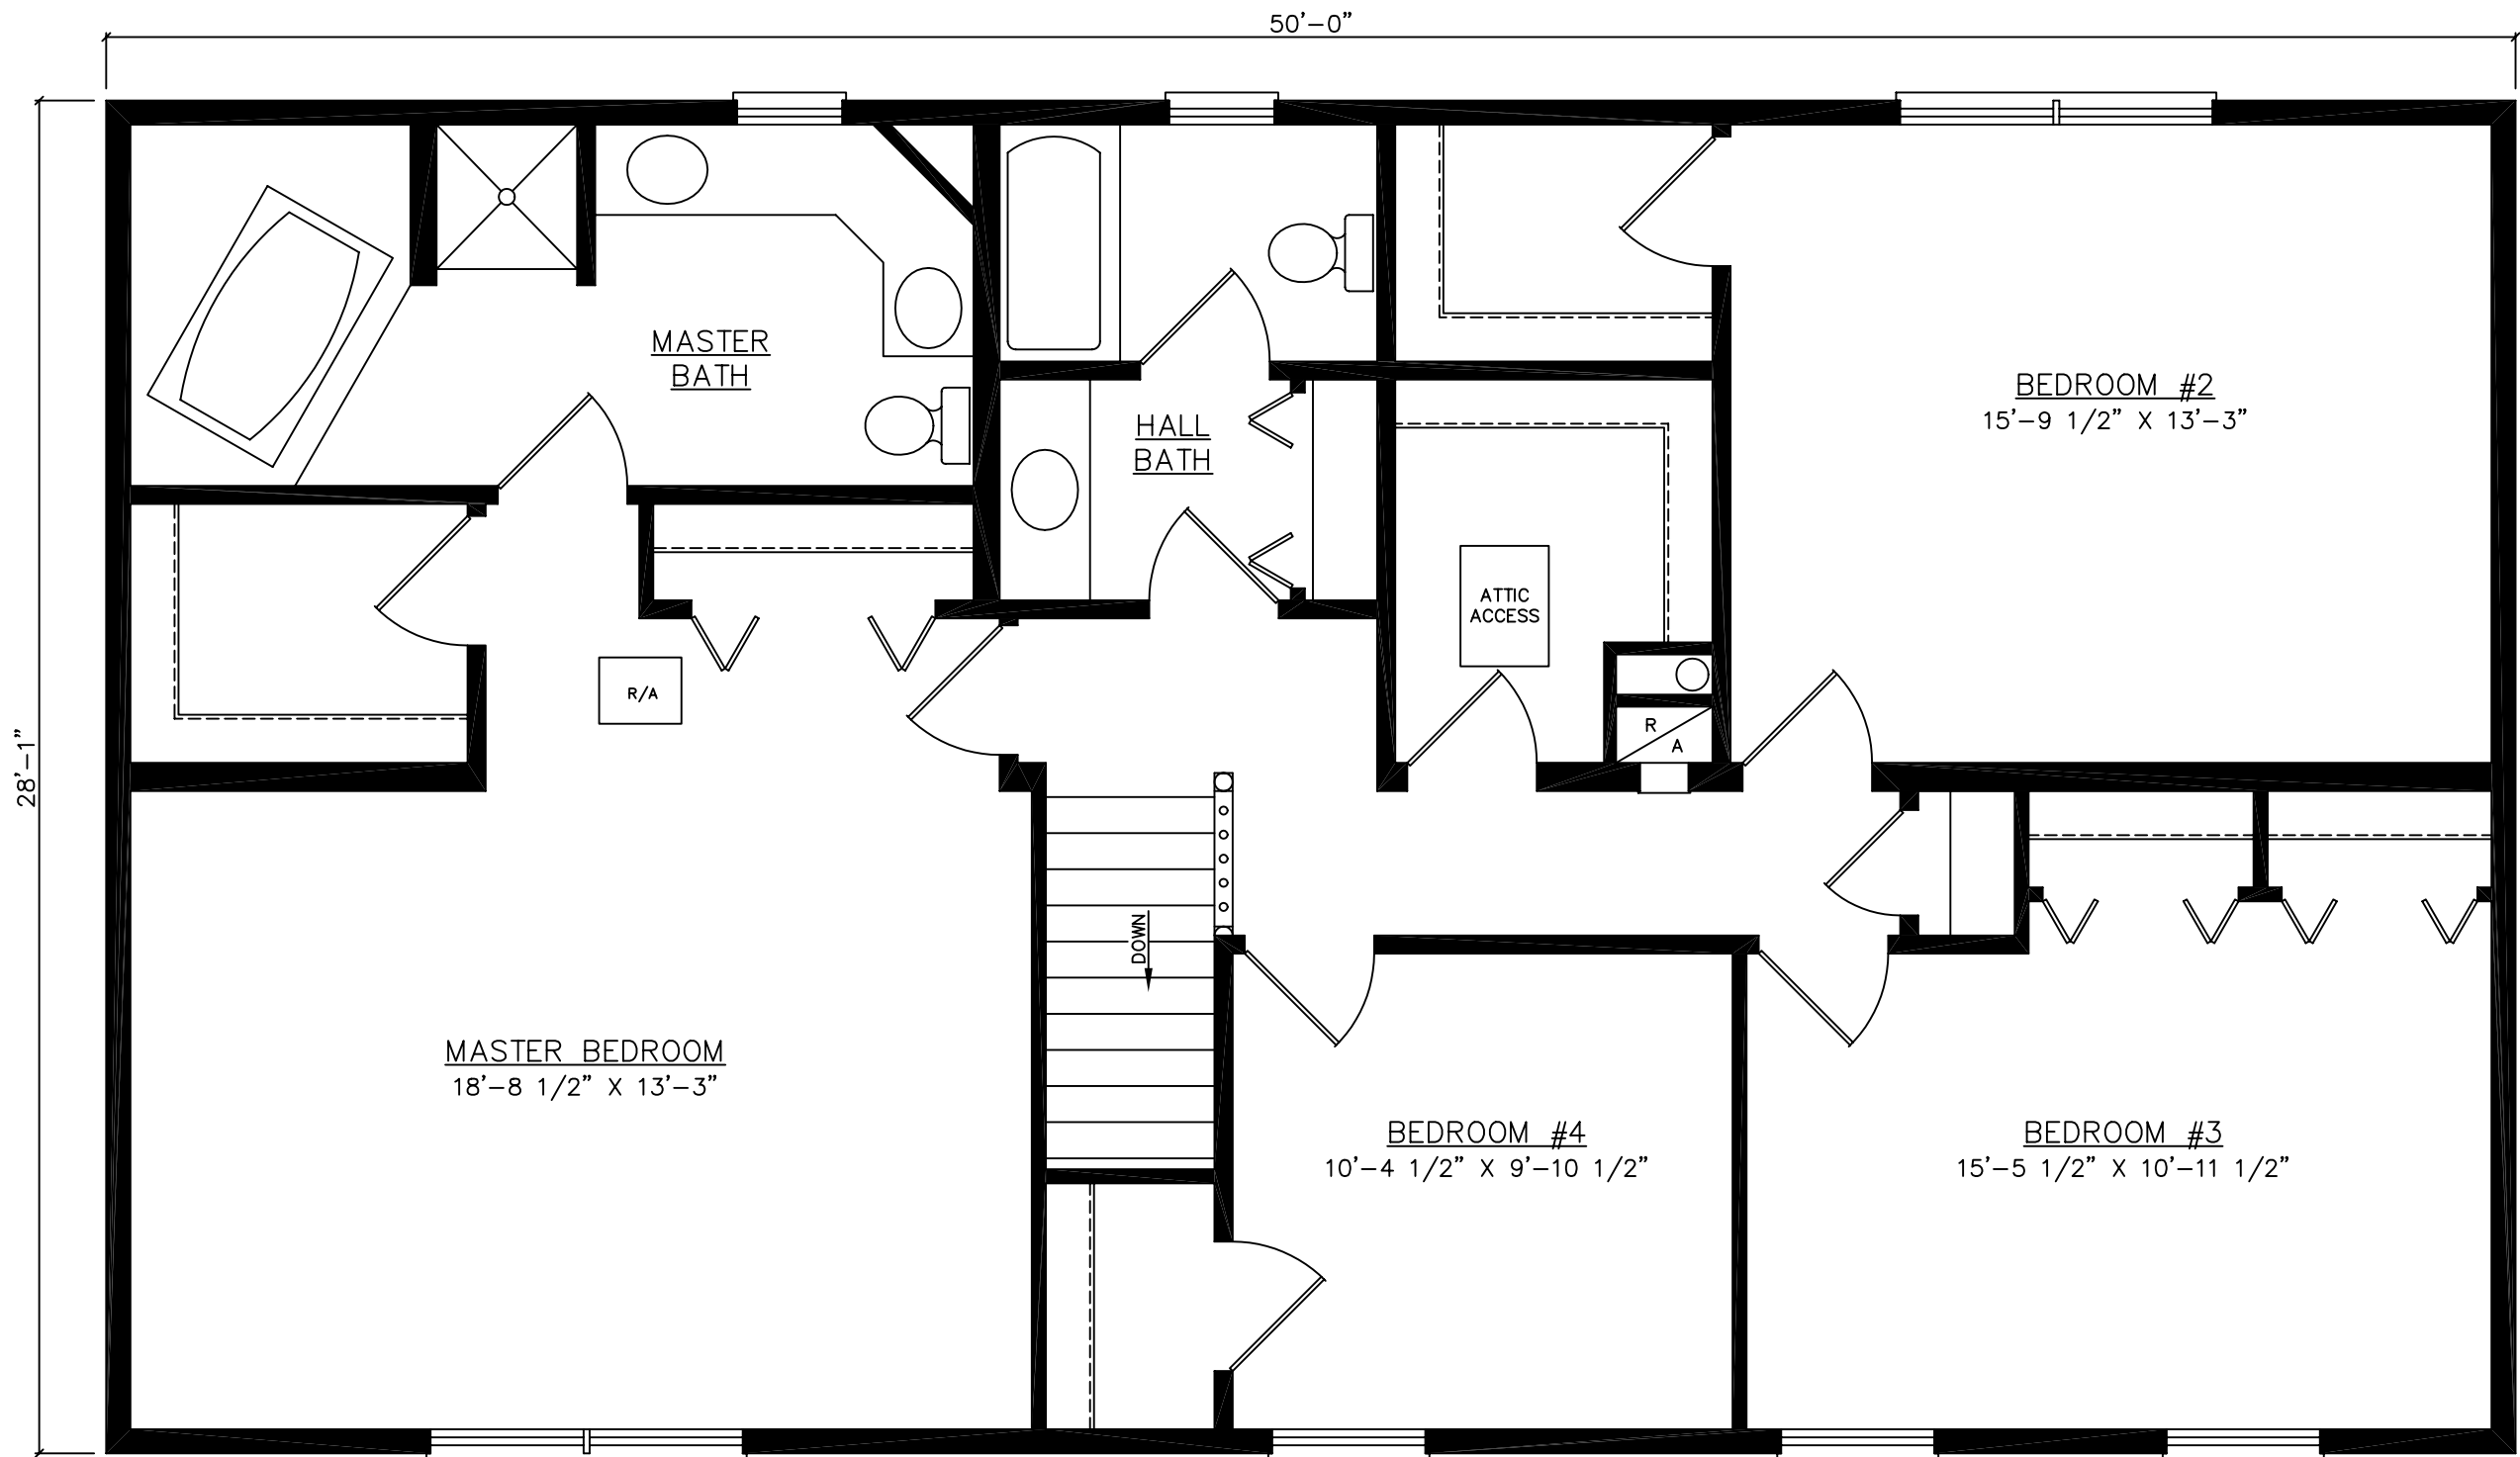 50'-0"
28'-1"
MASTER
BATH
HALL
BATH
BEDROOM #2
15'-9 1/2" X 13'-3"
ATTIC
ACCESS
R/A
R
A
DOWN
MASTER BEDROOM
18'-8 1/2" X 13'-3"
BEDROOM #4
10'-4 1/2" X 9'-10 1/2"
BEDROOM #3
15'-5 1/2" X 10'-11 1/2"